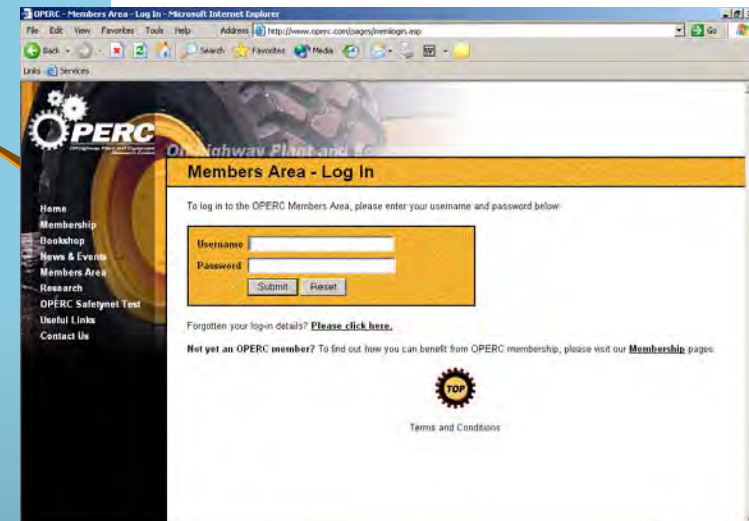 OPERC - Members Area - Log In - Microsoft Internet Explorer
File Edit View Favorites Tools Help Address http://www.operc.com/pages/memlogin.asp Go
Back Search Favorites Media
Links Services
OPERC
Members Area - Log In
Home
Membership
Bookshop
News & Events
Members Area
Research
OPERC Safetynet Test
Useful Links
Contact Us
To log in to the OPERC Members Area, please enter your username and password below:
Username
Password
Submit Reset
Forgotten your log-in details? Please click here.
Not yet an OPERC member? To find out how you can benefit from OPERC membership, please visit our Membership pages.
TOP
Terms and Conditions